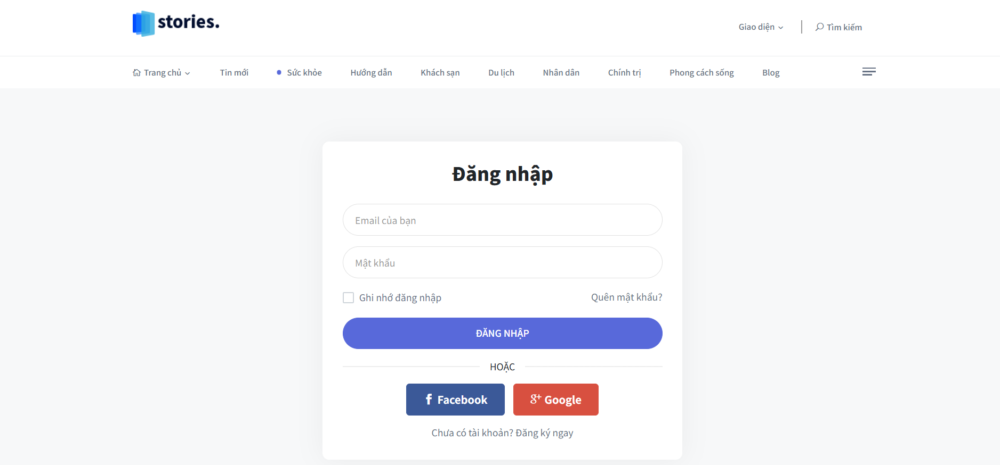 stories.
Giao diện
Tìm kiếm
Trang chủ Tin mới Sức khỏe Hướng dẫn Khách sạn Du lịch Nhân dân Chính trị Phong cách sống Blog
Đăng nhập
Email của bạn
Mật khẩu
Ghi nhớ đăng nhập Quên mật khẩu?
ĐĂNG NHẬP
HOẶC
f Facebook g+ Google
Chưa có tài khoản? Đăng ký ngay